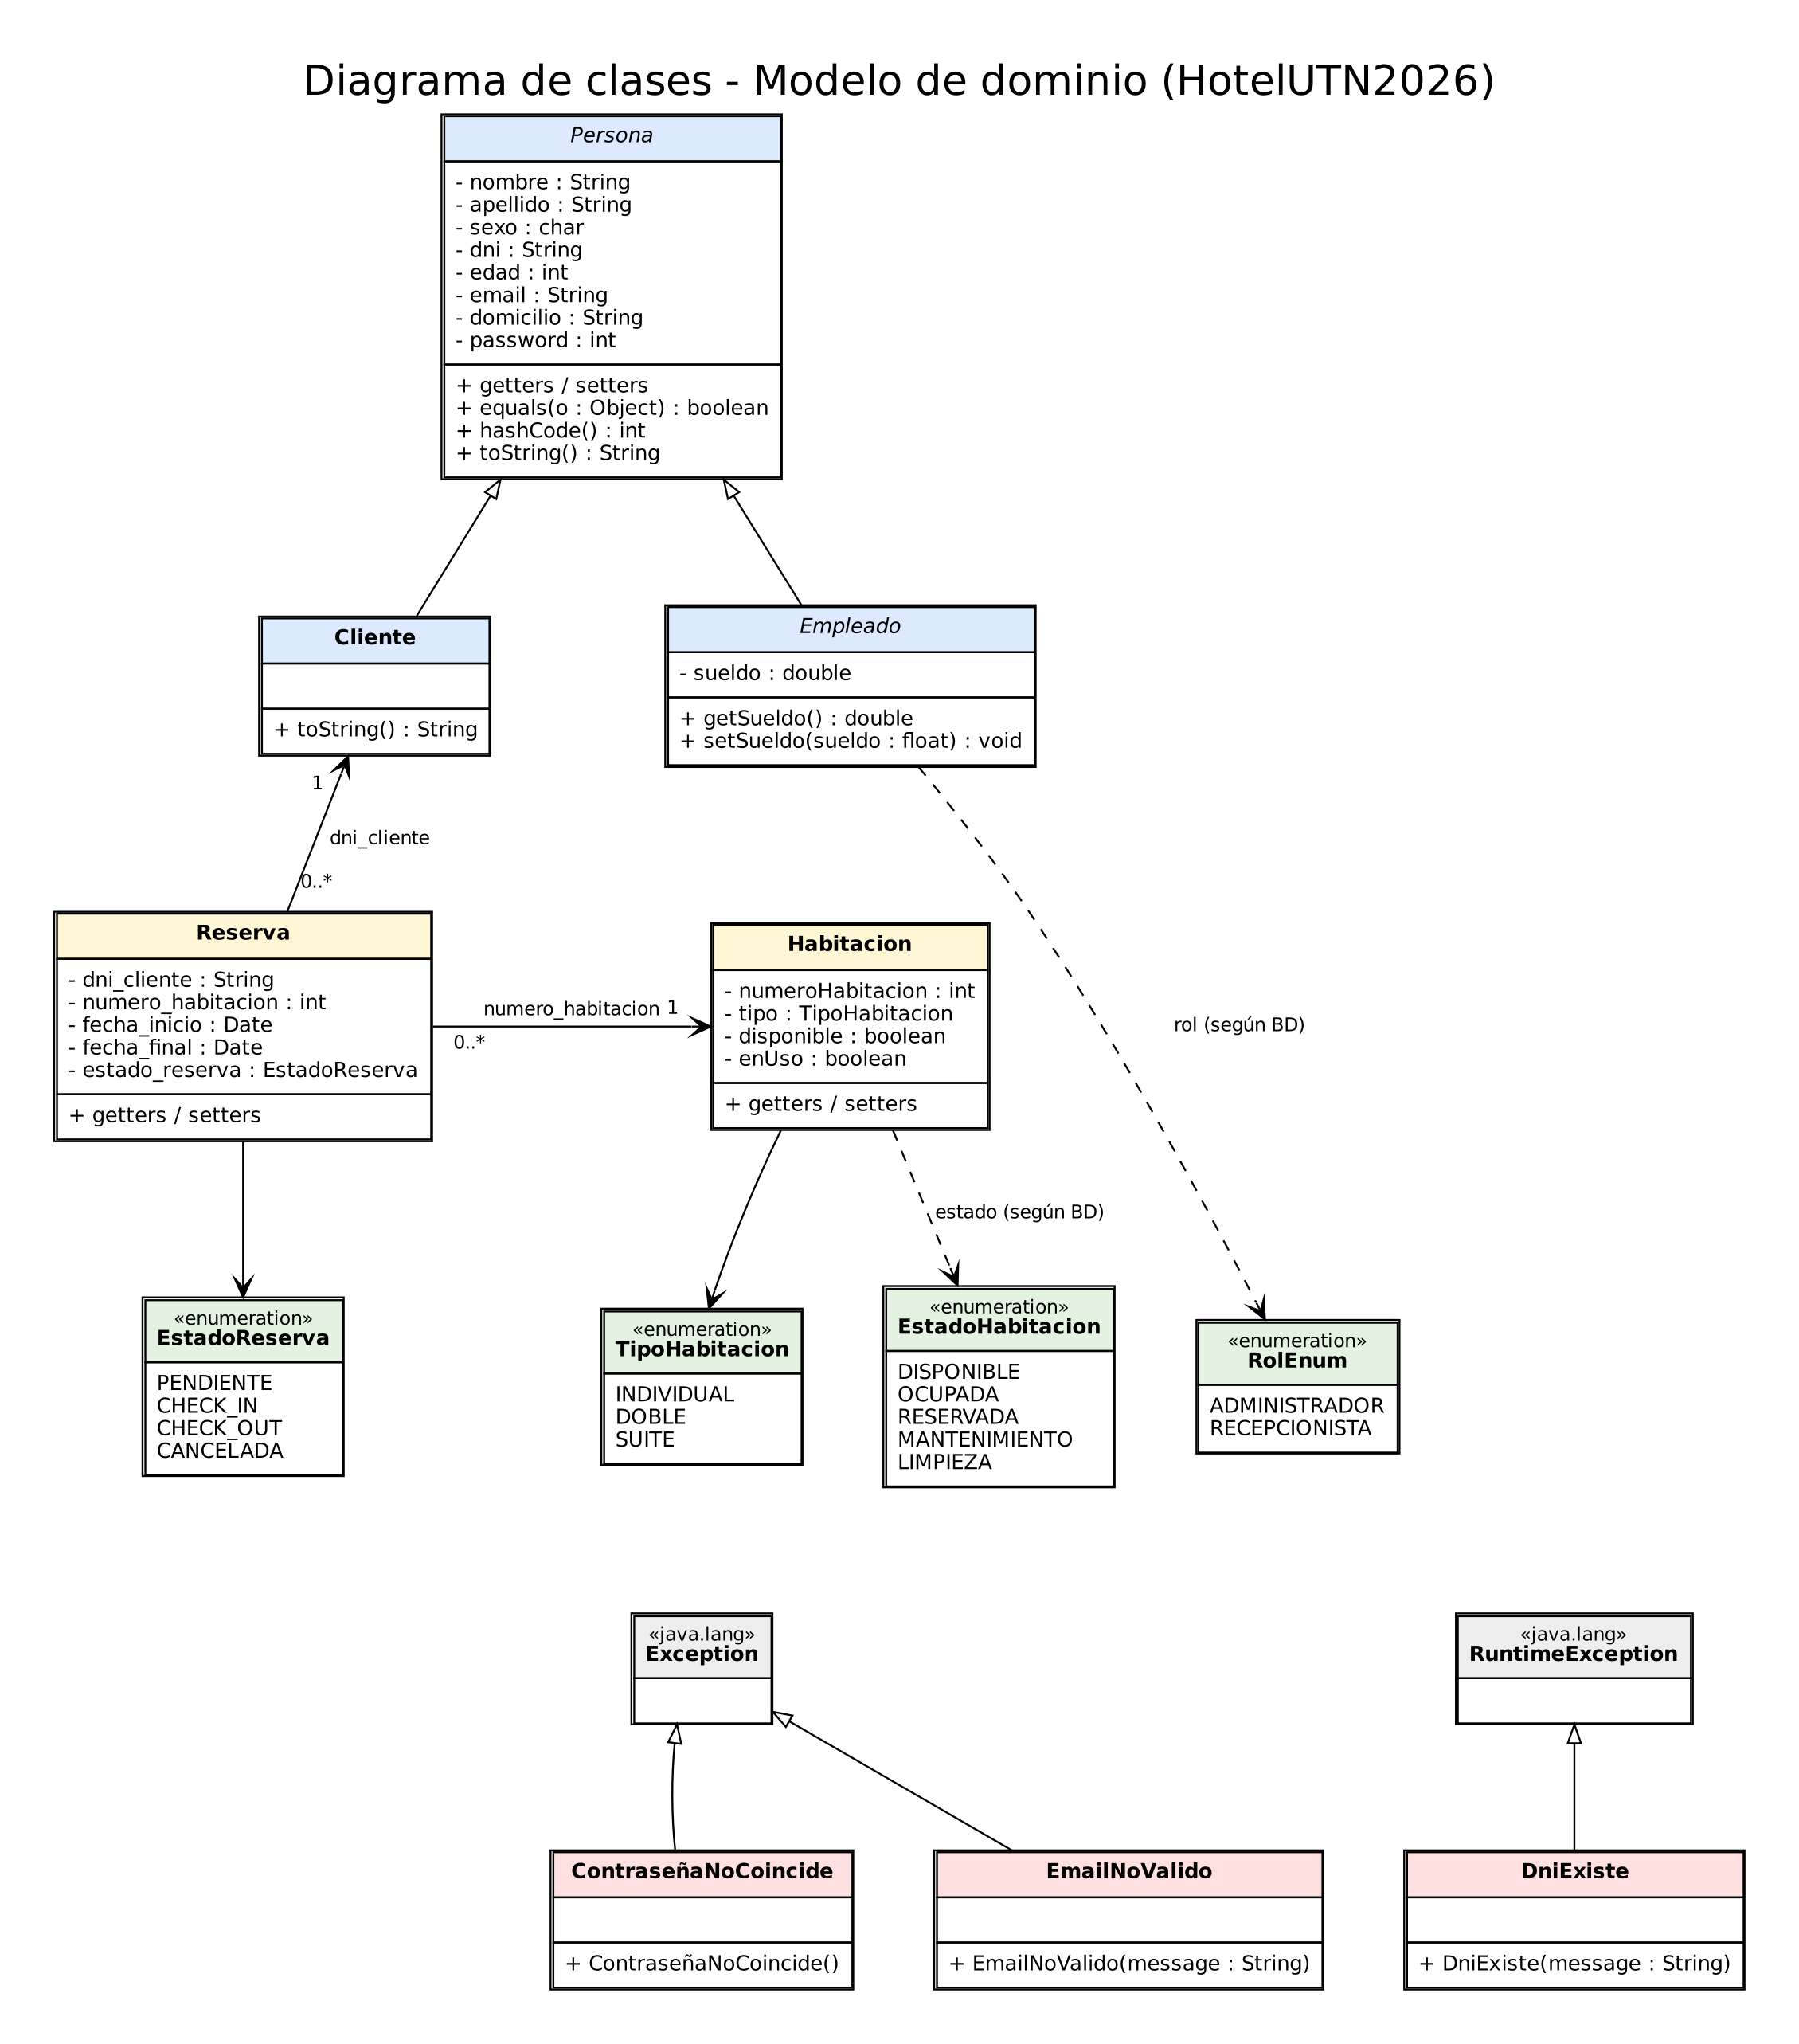 Diagrama de clases - Modelo de dominio (HotelUTN2026)
Persona
- nombre : String
- apellido : String
- sexo : char
- dni : String
- edad : int
- email : String
- domicilio : String
- password : int
+ getters / setters
+ equals(o : Object) : boolean
+ hashCode() : int
+ toString() : String
Cliente
+ toString() : String
Empleado
- sueldo : double
+ getSueldo() : double
+ setSueldo(sueldo : float) : void
1
dni_cliente
0..*
Reserva
- dni_cliente : String
- numero_habitacion : int
- fecha_inicio : Date
- fecha_final : Date
- estado_reserva : EstadoReserva
+ getters / setters
numero_habitacion 1
0..*
Habitacion
- numeroHabitacion : int
- tipo : TipoHabitacion
- disponible : boolean
- enUso : boolean
+ getters / setters
rol (según BD)
estado (según BD)
«enumeration»
EstadoReserva
PENDIENTE
CHECK_IN
CHECK_OUT
CANCELADA
«enumeration»
TipoHabitacion
INDIVIDUAL
DOBLE
SUITE
«enumeration»
EstadoHabitacion
DISPONIBLE
OCUPADA
RESERVADA
MANTENIMIENTO
LIMPIEZA
«enumeration»
RolEnum
ADMINISTRADOR
RECEPCIONISTA
«java.lang»
Exception
«java.lang»
RuntimeException
ContraseñaNoCoincide
+ ContraseñaNoCoincide()
EmailNoValido
+ EmailNoValido(message : String)
DniExiste
+ DniExiste(message : String)